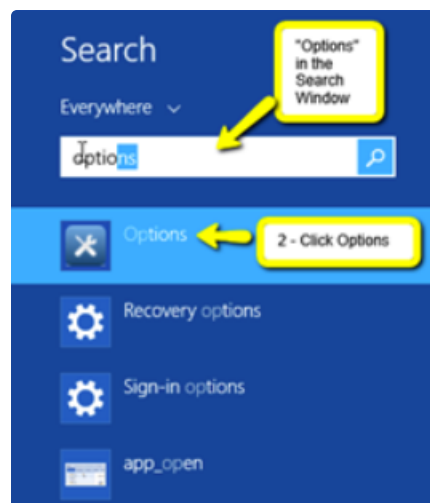 Search
"Options"
in the
Search
Window
Everywhere
options
Options
2 - Click Options
Recovery options
Sign-in options
app_open